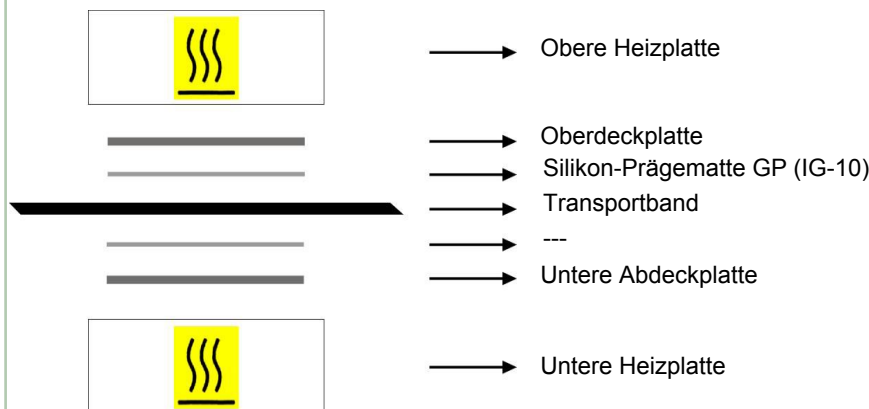 Obere Heizplatte
Oberdeckplatte
Silikon-Prägematte GP (IG-10)
Transportband
---
Untere Abdeckplatte
Untere Heizplatte